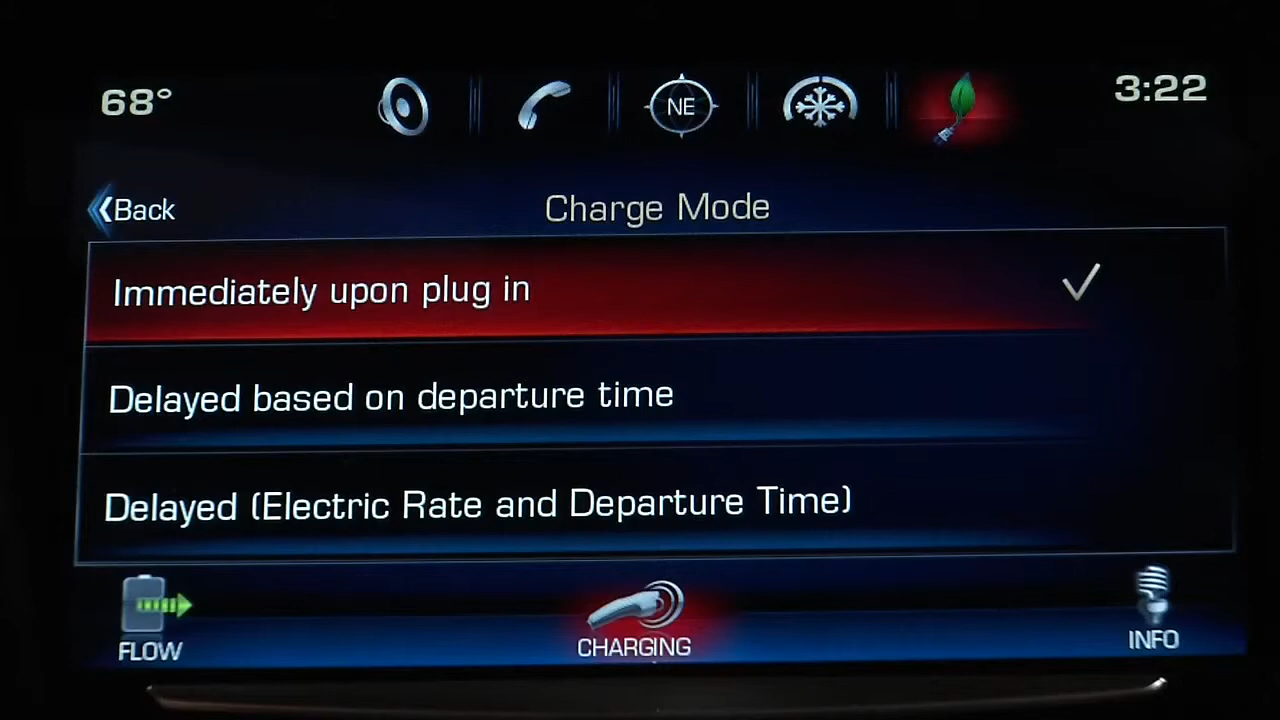 68°
NE
3:22
Back
Charge Mode
Immediately upon plug in
Delayed based on departure time
Delayed (Electric Rate and Departure Time)
FLOW
CHARGING
INFO